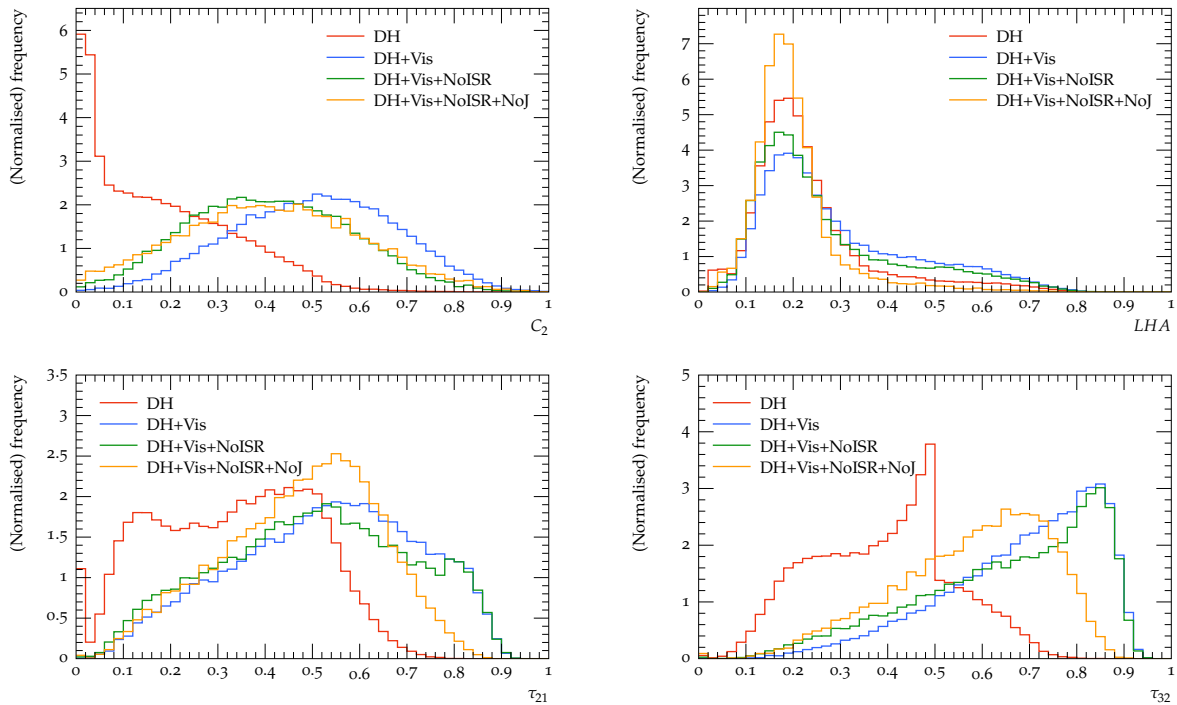 (Normalised) frequency
6
5
4
3
2
1
0
DH
DH+Vis
DH+Vis+NoISR
DH+Vis+NoISR+NoJ
0 0.1 0.2 0.3 0.4 0.5 0.6 0.7 0.8 0.9 1
C2
(Normalised) frequency
7
6
5
4
3
2
1
0
DH
DH+Vis
DH+Vis+NoISR
DH+Vis+NoISR+NoJ
0 0.1 0.2 0.3 0.4 0.5 0.6 0.7 0.8 0.9 1
LHA
(Normalised) frequency
3.5
3
2.5
2
1.5
1
0.5
0
DH
DH+Vis
DH+Vis+NoISR
DH+Vis+NoISR+NoJ
0 0.1 0.2 0.3 0.4 0.5 0.6 0.7 0.8 0.9 1
τ21
(Normalised) frequency
5
4
3
2
1
0
DH
DH+Vis
DH+Vis+NoISR
DH+Vis+NoISR+NoJ
0 0.1 0.2 0.3 0.4 0.5 0.6 0.7 0.8 0.9 1
τ32